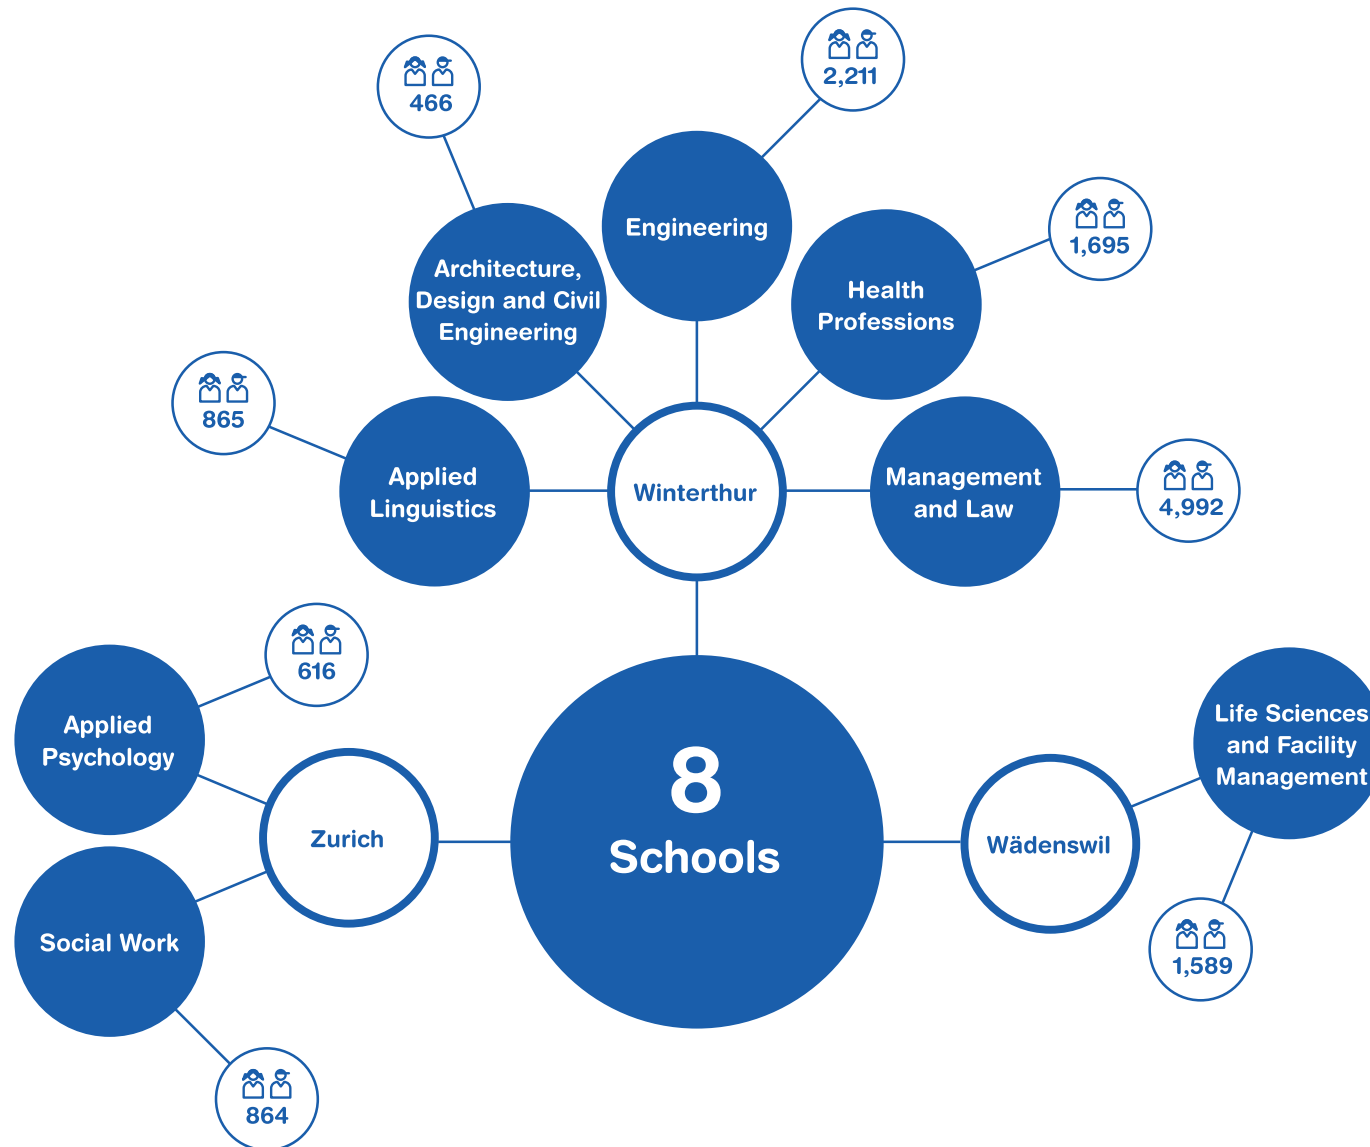 2,211
466
Engineering
1,695
Architecture,
Design and Civil
Engineering
Health
Professions
865
Applied
Linguistics
Winterthur
Management
and Law
4,992
616
Applied
Psychology
Life Sciences
and Facility
Management
8
Schools
Zurich
Wädenswil
Social Work
1,589
864